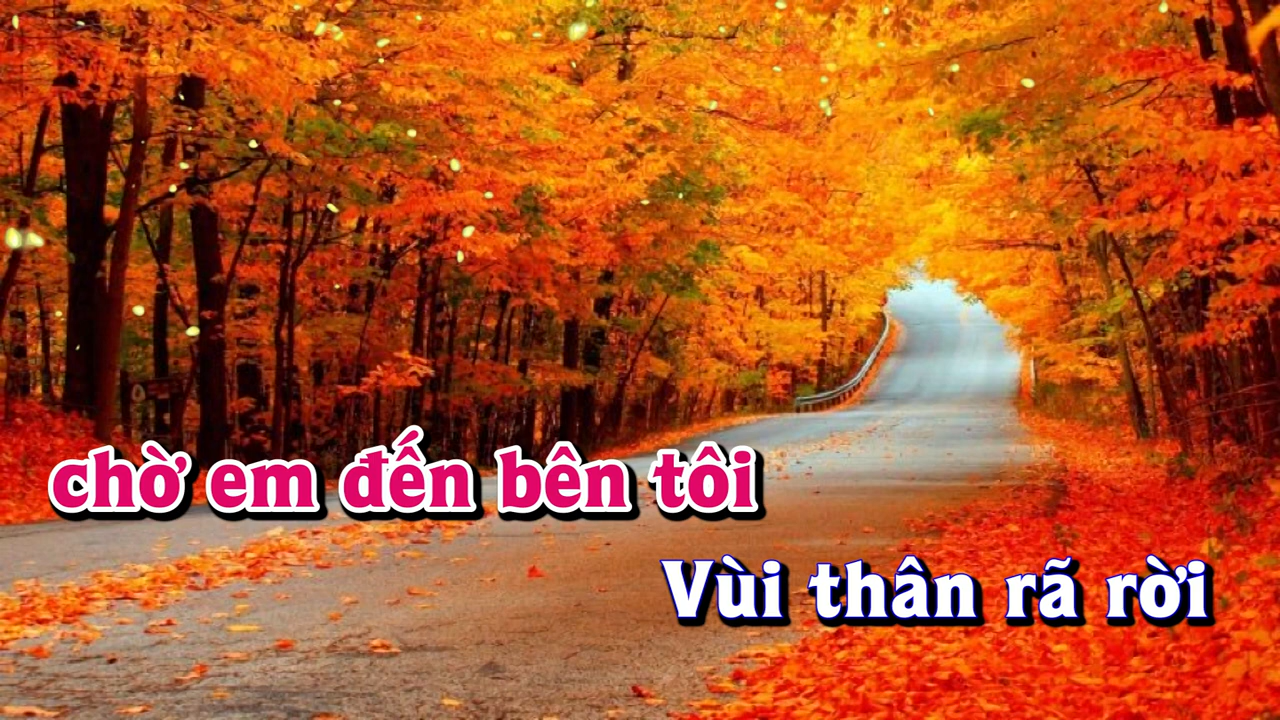 chờ em đến bên tôi
Vùi thân rã rời